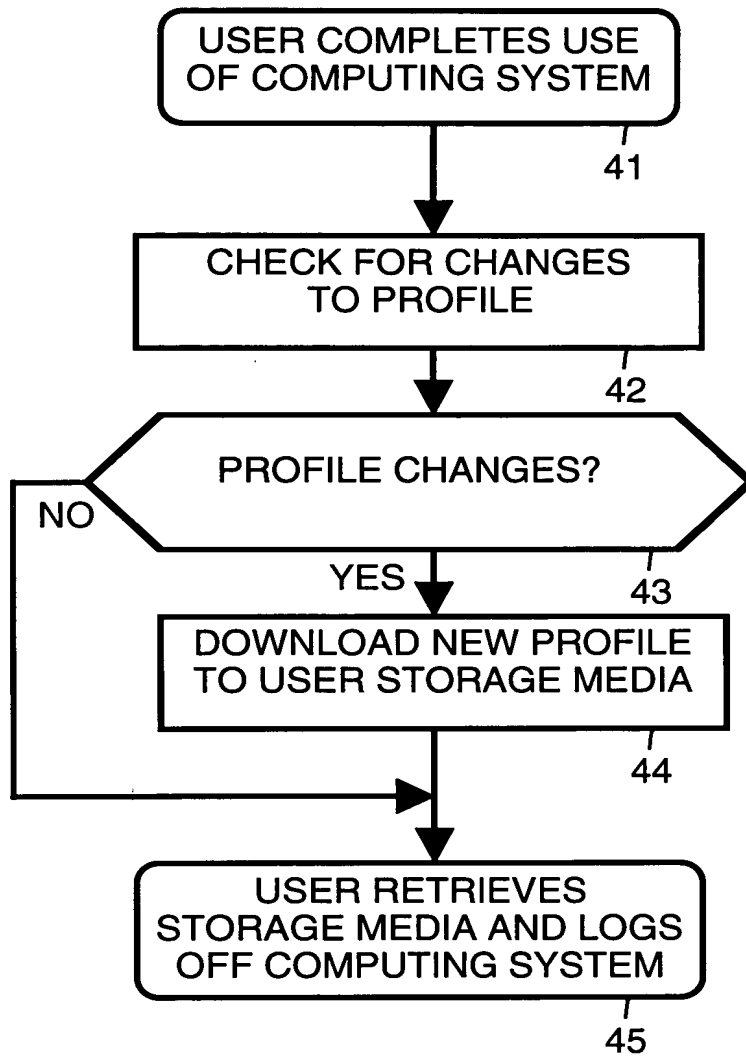 USER COMPLETES USE
OF COMPUTING SYSTEM
41
CHECK FOR CHANGES
TO PROFILE
42
PROFILE CHANGES?
NO
43
YES
DOWNLOAD NEW PROFILE
TO USER STORAGE MEDIA
44
USER RETRIEVES
STORAGE MEDIA AND LOGS
OFF COMPUTING SYSTEM
45